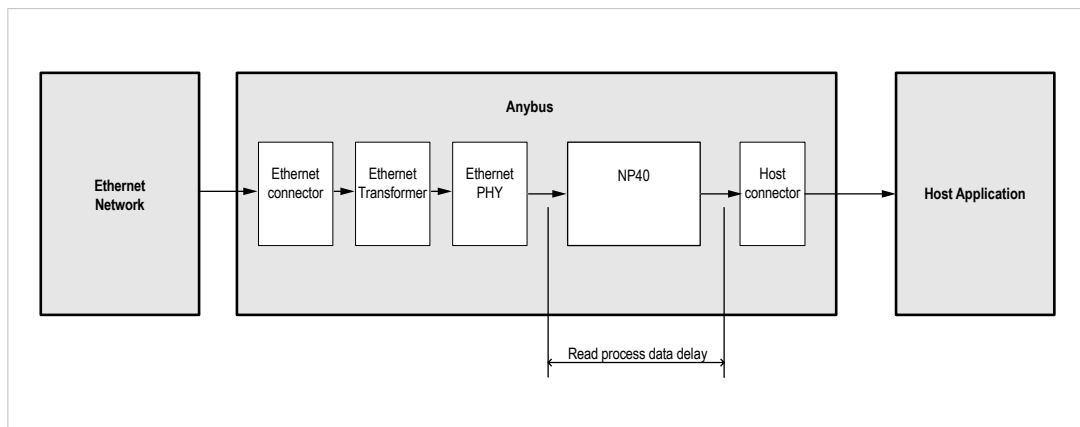 Anybus
Ethernet
Network
Ethernet
connector
Ethernet
Transformer
Ethernet
PHY
NP40
Host
connector
Host Application
Read process data delay